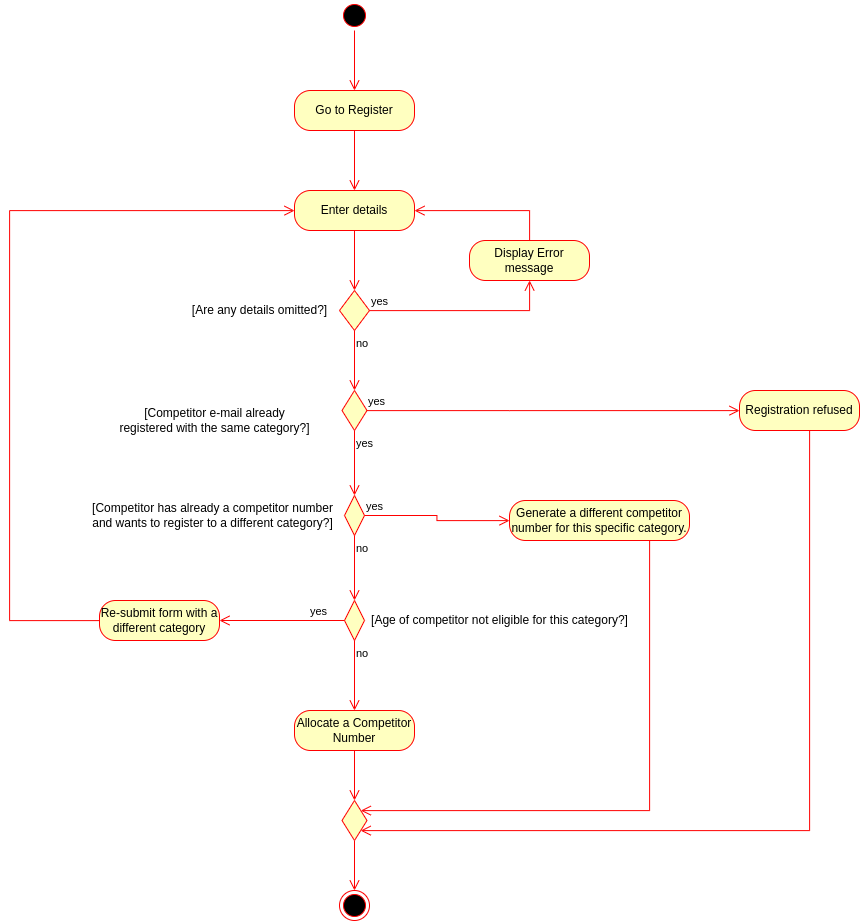 Go to Register
Enter details
Display Error
message
[Are any details omitted?]
yes
no
[Competitor e-mail already
registered with the same category?]
yes
Registration refused
yes
[Competitor has already a competitor number
and wants to register to a different category?]
yes
Generate a different competitor
number for this specific category.
no
Re-submit form with a
different category
yes
[Age of competitor not eligible for this category?]
no
Allocate a Competitor
Number